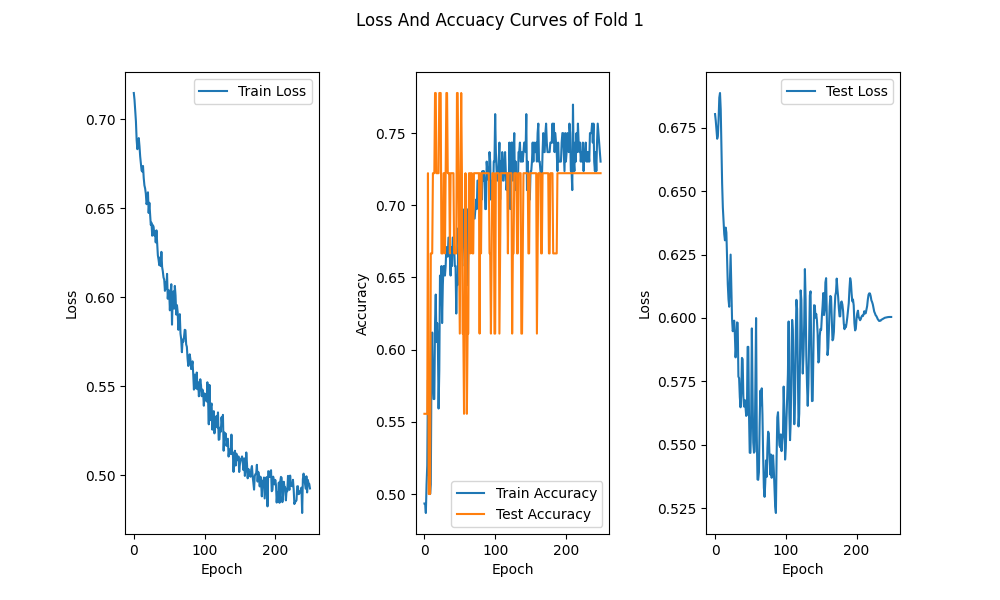 Loss And Accuacy Curves of Fold 1
Loss
0.70
0.65
0.60
0.55
0.50
0 100 200
Epoch
Train Loss
Accuracy
0.75
0.70
0.65
0.60
0.55
0.50
0 100 200
Epoch
Train Accuracy
Test Accuracy
Loss
0.675
0.650
0.625
0.600
0.575
0.550
0.525
0 100 200
Epoch
Test Loss